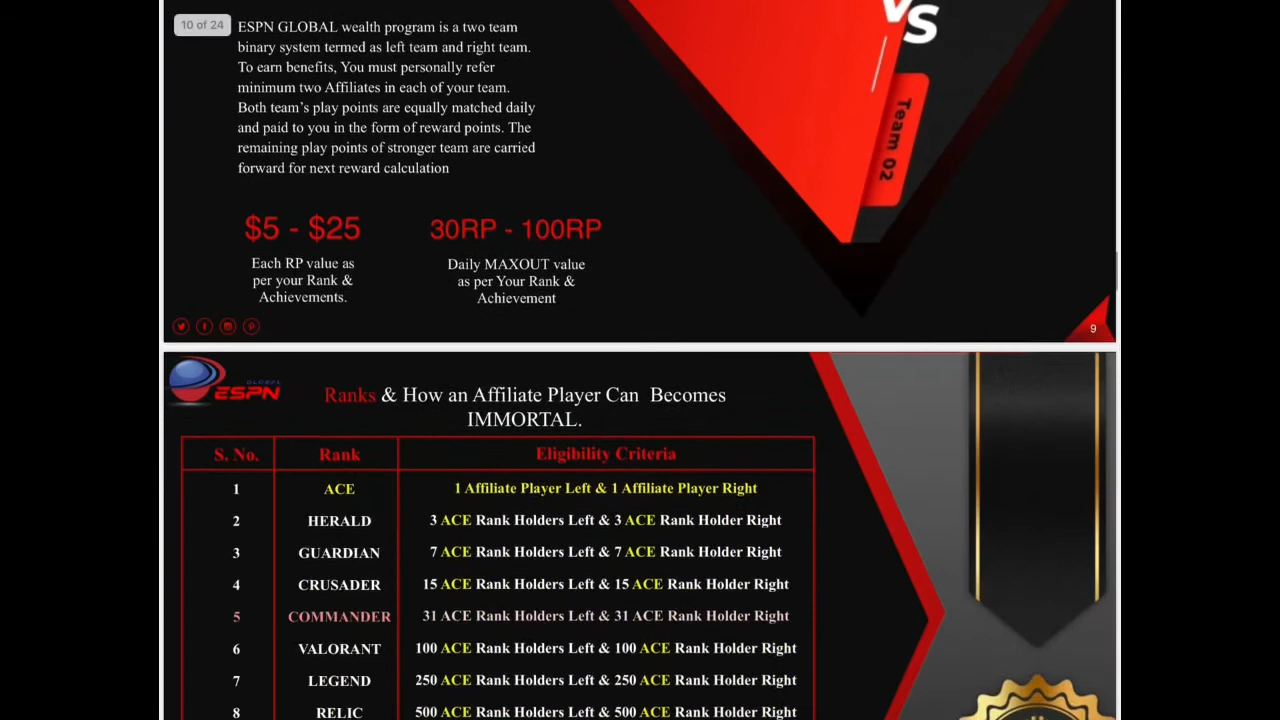 10 of 24
ESPN GLOBAL wealth program is a two team
binary system termed as left team and right team.
To earn benefits, You must personally refer
minimum two Affiliates in each of your team.
Both team's play points are equally matched daily
and paid to you in the form of reward points. The
remaining play points of stronger team are carried
forward for next reward calculation
VS
Team 02
$5 - $25
30RP - 100RP
Each RP value as
per your Rank &
Achievements.
Daily MAXOUT value
as per Your Rank &
Achievement
9
GLOBAL
ESPN
Ranks & How an Affiliate Player Can Becomes
IMMORTAL.
S. No. Rank Eligibility Criteria
1 ACE 1 Affiliate Player Left & 1 Affiliate Player Right
2 HERALD 3 ACE Rank Holders Left & 3 ACE Rank Holder Right
3 GUARDIAN 7 ACE Rank Holders Left & 7 ACE Rank Holder Right
4 CRUSADER 15 ACE Rank Holders Left & 15 ACE Rank Holder Right
5 COMMANDER 31 ACE Rank Holders Left & 31 ACE Rank Holder Right
6 VALORANT 100 ACE Rank Holders Left & 100 ACE Rank Holder Right
7 LEGEND 250 ACE Rank Holders Left & 250 ACE Rank Holder Right
8 RELIC 500 ACE Rank Holders Left & 500 ACE Rank Holder Right